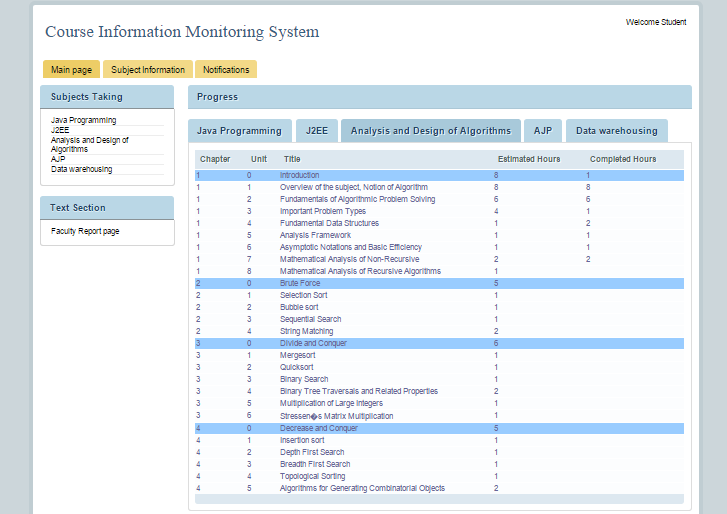 Course Information Monitoring System
Welcome Student
Main page Subject Information Notifications
Subjects Taking
Java Programming
J2EE
Analysis and Design of
Algorithms
AJP
Data warehousing
Text Section
Faculty Report page
Progress
Java Programming J2EE Analysis and Design of Algorithms AJP Data warehousing
Chapter Unit Title Estimated Hours Completed Hours
1 0 Introduction 8 1
1 1 Overview of the subject, Notion of Algorithm 8 8
1 2 Fundamentals of Algorithmic Problem Solving 6 6
1 3 Important Problem Types 4 1
1 4 Fundamental Data Structures 1 2
1 5 Analysis Framework 1 1
1 6 Asymptotic Notations and Basic Efficiency 1 1
1 7 Mathematical Analysis of Non-Recursive 2 2
1 8 Mathematical Analysis of Recursive Algorithms 1
2 0 Brute Force 5
2 1 Selection Sort 1
2 2 Bubble sort 1
2 3 Sequential Search 1
2 4 String Matching 2
3 0 Divide and Conquer 6
3 1 Mergesort 1
3 2 Quicksort 1
3 3 Binary Search 1
3 4 Binary Tree Traversals and Related Properties 2
3 5 Multiplication of Large Integers 1
3 6 Stressen�s Matrix Multiplication 1
4 0 Decrease and Conquer 5
4 1 Insertion sort 1
4 2 Depth First Search 1
4 3 Breadth First Search 1
4 4 Topological Sorting 1
4 5 Algorithms for Generating Combinatorial Objects 2